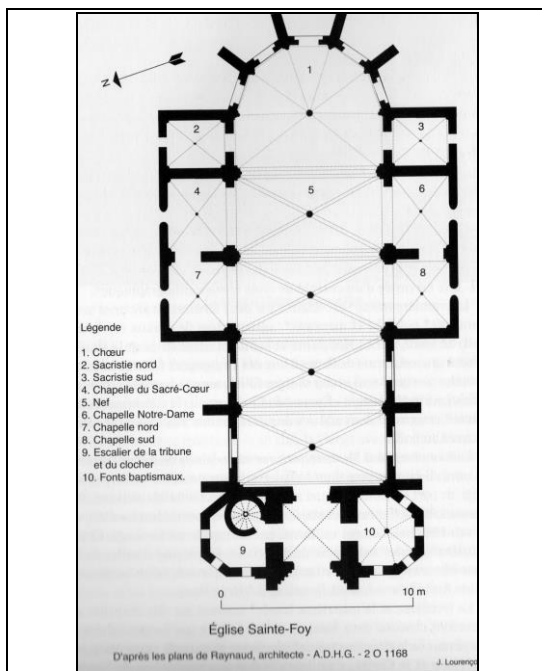 N
1
2
3
4
5
6
7
8
Légende
1. Chœur
2. Sacristie nord
3. Sacristie sud
4. Chapelle du Sacré-Cœur
5. Nef
6. Chapelle Notre-Dame
7. Chapelle nord
8. Chapelle sud
9. Escalier de la tribune
et du clocher
10. Fonts baptismaux.
9
10
0 10 m
Église Sainte-Foy
D'après les plans de Raynaud, architecte - A.D.H.G. - 2 O 1168
J. Lourenço